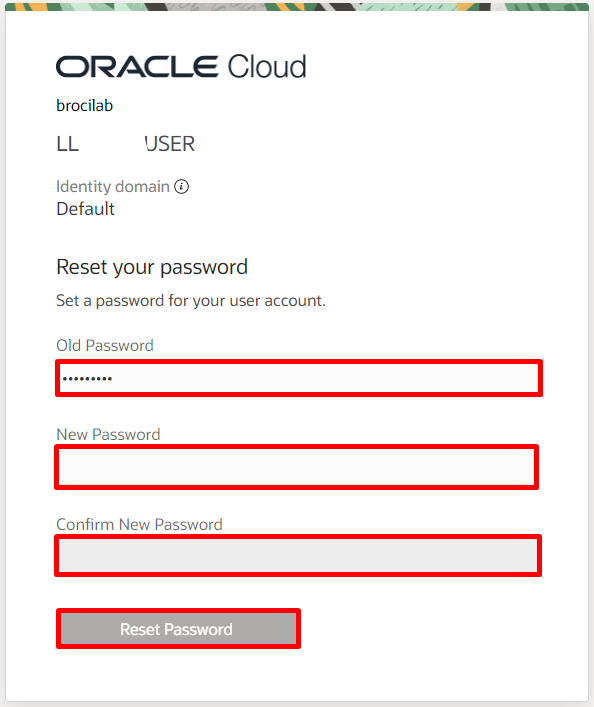 ORACLE Cloud
brocilab
LL USER
Identity domain
Default
Reset your password
Set a password for your user account.
Old Password
•••••••••
New Password
Confirm New Password
Reset Password